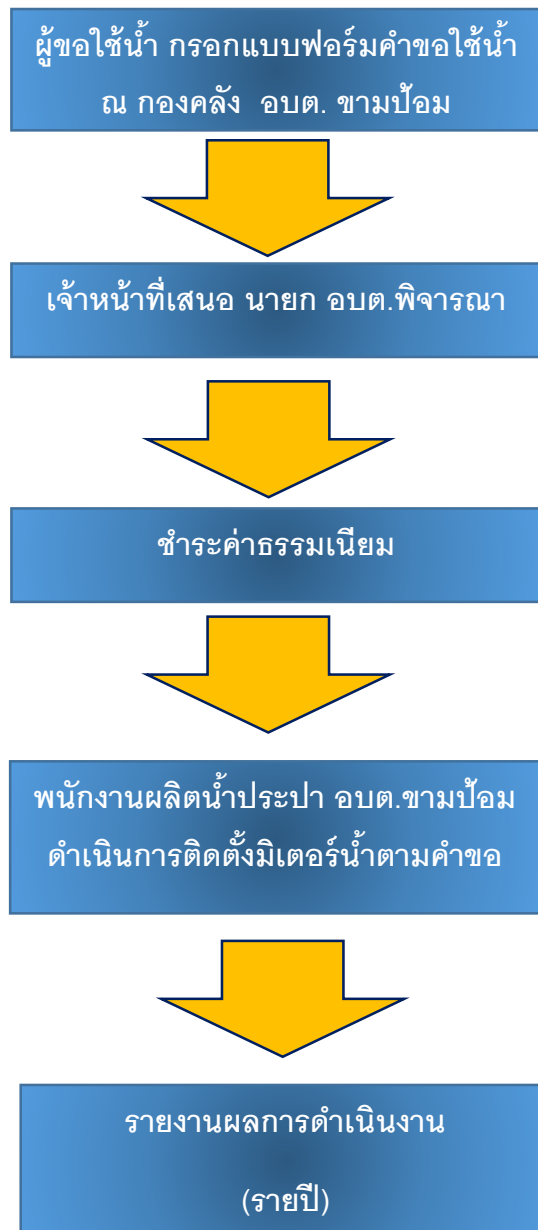 ผู้ขอใช้น้ำ กรอกแบบฟอร์มคำขอใช้น้ำ
ณ กองคลัง อบต. ขามป้อม
เจ้าหน้าที่เสนอ นายก อบต.พิจารณา
ชำระค่าธรรมเนียม
พนักงานผลิตน้ำประปา อบต.ขามป้อม
ดำเนินการติดตั้งมิเตอร์น้ำตามคำขอ
รายงานผลการดำเนินงาน
(รายปี)